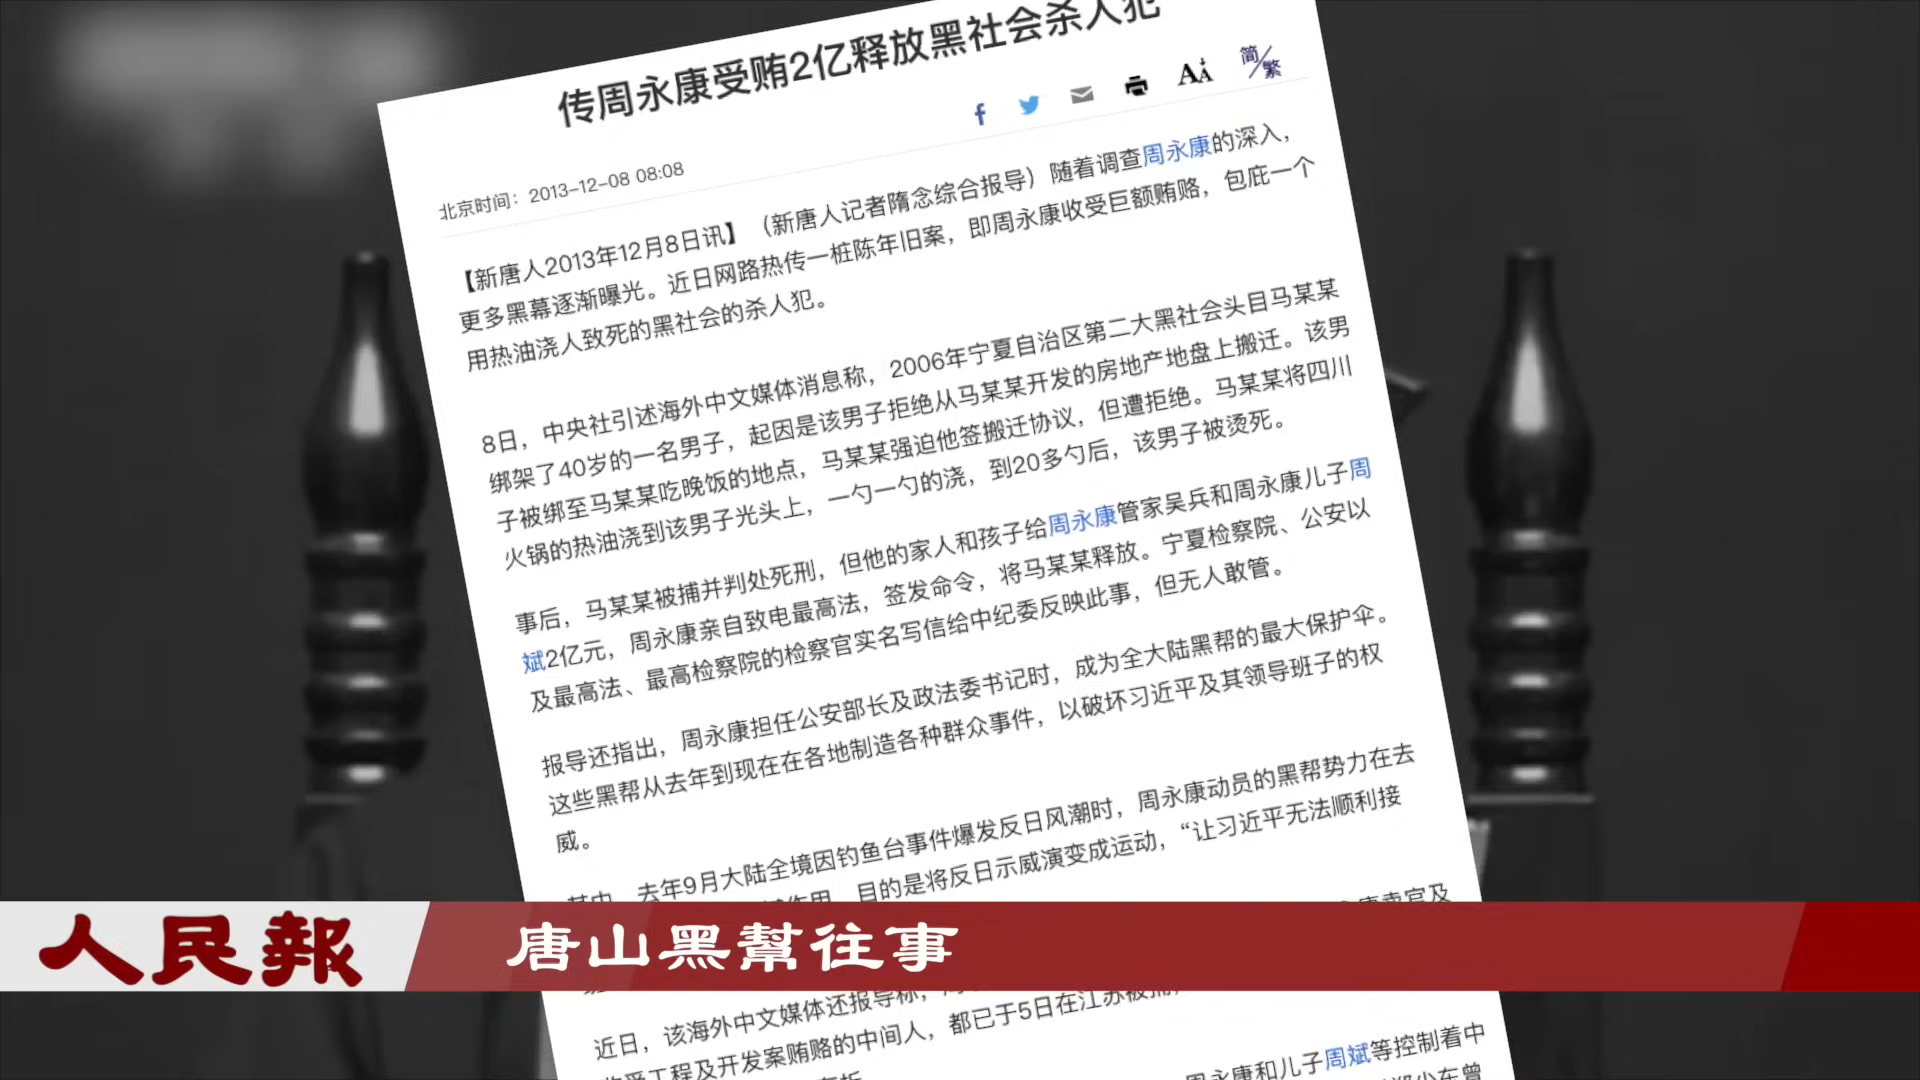 传周永康受贿2亿释放黑社会杀人犯
简/繁
北京时间：2013-12-08 08:08
【新唐人2013年12月8日讯】（新唐人记者隋念综合报导）随着调查周永康的深入，
更多黑幕逐渐曝光。近日网路热传一桩陈年旧案，即周永康收受巨额贿赂，包庇一个
用热油浇人致死的黑社会的杀人犯。
8日，中央社引述海外中文媒体消息称，2006年宁夏自治区第二大黑社会头目马某某
绑架了40岁的一名男子，起因是该男子拒绝从马某某开发的房地产地盘上搬迁。该男
子被绑至马某某吃晚饭的地点，马某某强迫他签搬迁协议，但遭拒绝。马某某将四川
火锅的热油浇到该男子光头上，一勺一勺的浇，到20多勺后，该男子被烫死。
事后，马某某被捕并判处死刑，但他的家人和孩子给周永康管家吴兵和周永康儿子周
斌2亿元，周永康亲自致电最高法，签发命令，将马某某释放。宁夏检察院、公安以
及最高法、最高检察院的检察官实名写信给中纪委反映此事，但无人敢管。
报导还指出，周永康担任公安部长及政法委书记时，成为全大陆黑帮的最大保护伞。
这些黑帮从去年到现在在各地制造各种群众事件，以破坏习近平及其领导班子的权
威。
其中，去年9月大陆全境因钓鱼台事件爆发反日风潮时，周永康动员的黑帮势力在去
作用，目的是将反日示威演变成运动，“让习近平无法顺利接
康卖官及
人民報
唐山黑幫往事
近日，该海外中文媒体还报导称，
收受工程及开发案贿赂的中间人，都已于5日在江苏被捕，
周永康和儿子周斌等控制着中